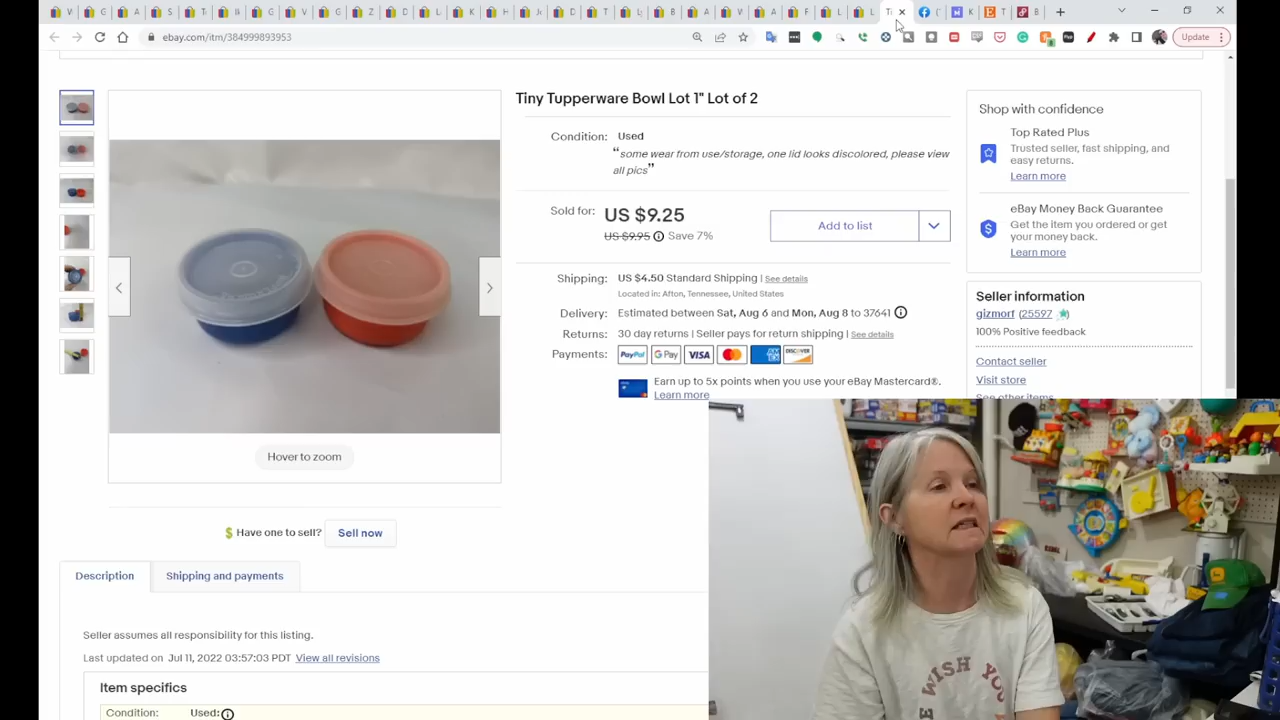 ebay.com/itm/384999893953
Update
Tiny Tupperware Bowl Lot 1" Lot of 2
Condition: Used
"some wear from use/storage, one lid looks discolored, please view
all pics"
Sold for: US $9.25
US $9.95 Save 7%
Add to list
Shipping: US $4.50 Standard Shipping | See details
Located in: Afton, Tennessee, United States
Delivery: Estimated between Sat, Aug 6 and Mon, Aug 8 to 37641
Returns: 30 day returns | Seller pays for return shipping | See details
Payments: PayPal G Pay VISA DISCOVER
Earn up to 5x points when you use your eBay Mastercard®.
Learn more
Shop with confidence
Top Rated Plus
Trusted seller, fast shipping, and
easy returns.
Learn more
eBay Money Back Guarantee
Get the item you ordered or
get your money back.
Learn more
Seller information
gizmorf (25597)
100% Positive feedback
Contact seller
Visit store
See other items
Hover to zoom
Have one to sell? Sell now
Description
Shipping and payments
Seller assumes all responsibility for this listing.
Last updated on Jul 11, 2022 03:57:03 PDT View all revisions
Item specifics
Condition: Used:
WISH YOU